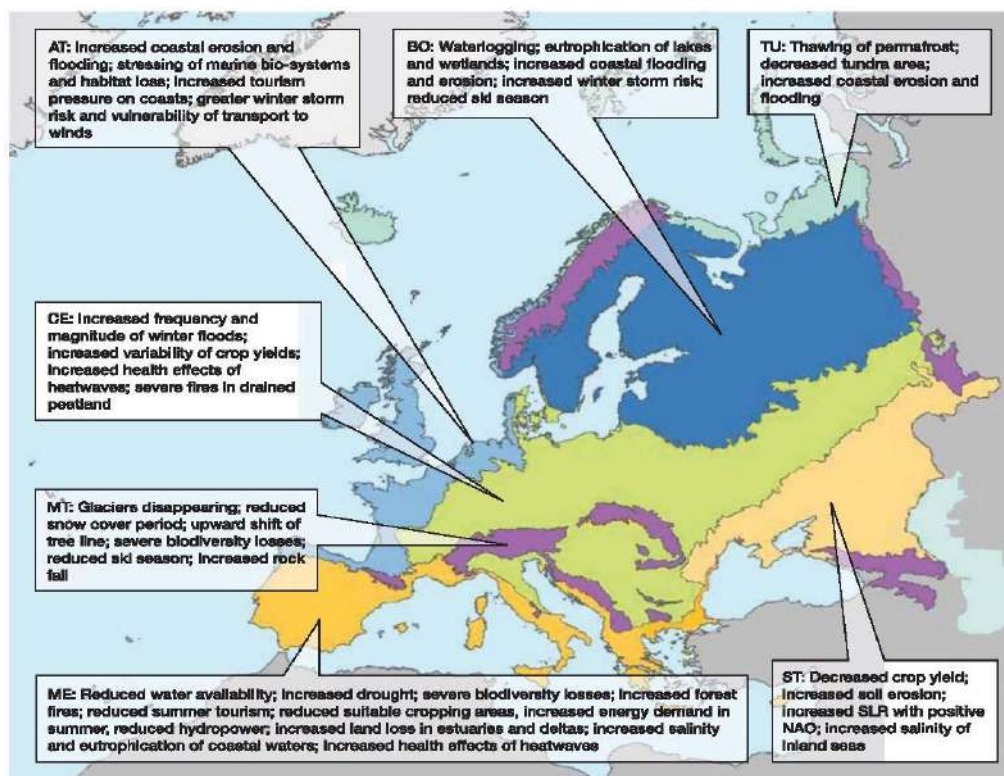 AT: Increased coastal erosion and
flooding; stressing of marine bio-systems
and habitat loss; increased tourism
pressure on coasts; greater winter storm
risk and vulnerability of transport to
winds
BO: Waterlogging; eutrophication of lakes
and wetlands; increased coastal flooding
and erosion; increased winter storm risk;
reduced ski season
TU: Thawing of permafrost;
decreased tundra area;
increased coastal erosion and
flooding
CE: Increased frequency and
magnitude of winter floods;
increased variability of crop yields;
Increased health effects of
heatwaves; severe fires in drained
peatland
MT: Glaciers disappearing; reduced
snow cover period; upward shift of
tree line; severe biodiversity losses;
reduced ski season; Increased rock
fall
ME: Reduced water availability; Increased drought; severe biodiversity losses; Increased forest
fires; reduced summer tourism; reduced suitable cropping areas, increased energy demand in
summer, reduced hydropower; increased land loss in estuaries and deltas; increased salinity
and eutrophication of coastal waters; Increased health effects of heatwaves
ST: Decreased crop yield;
increased soil erosion;
increased SLR with positive
NAO; increased salinity of
Inland seas